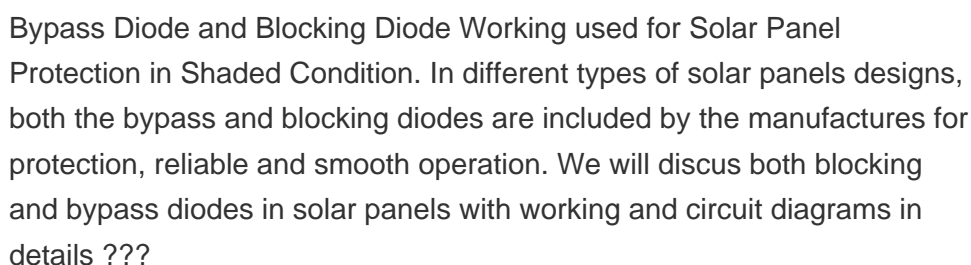 Bypass Diode and Blocking Diode Working used for Solar Panel
Protection in Shaded Condition. In different types of solar panels designs,
both the bypass and blocking diodes are included by the manufactures for
protection, reliable and smooth operation. We will discus both blocking
and bypass diodes in solar panels with working and circuit diagrams in
details ???